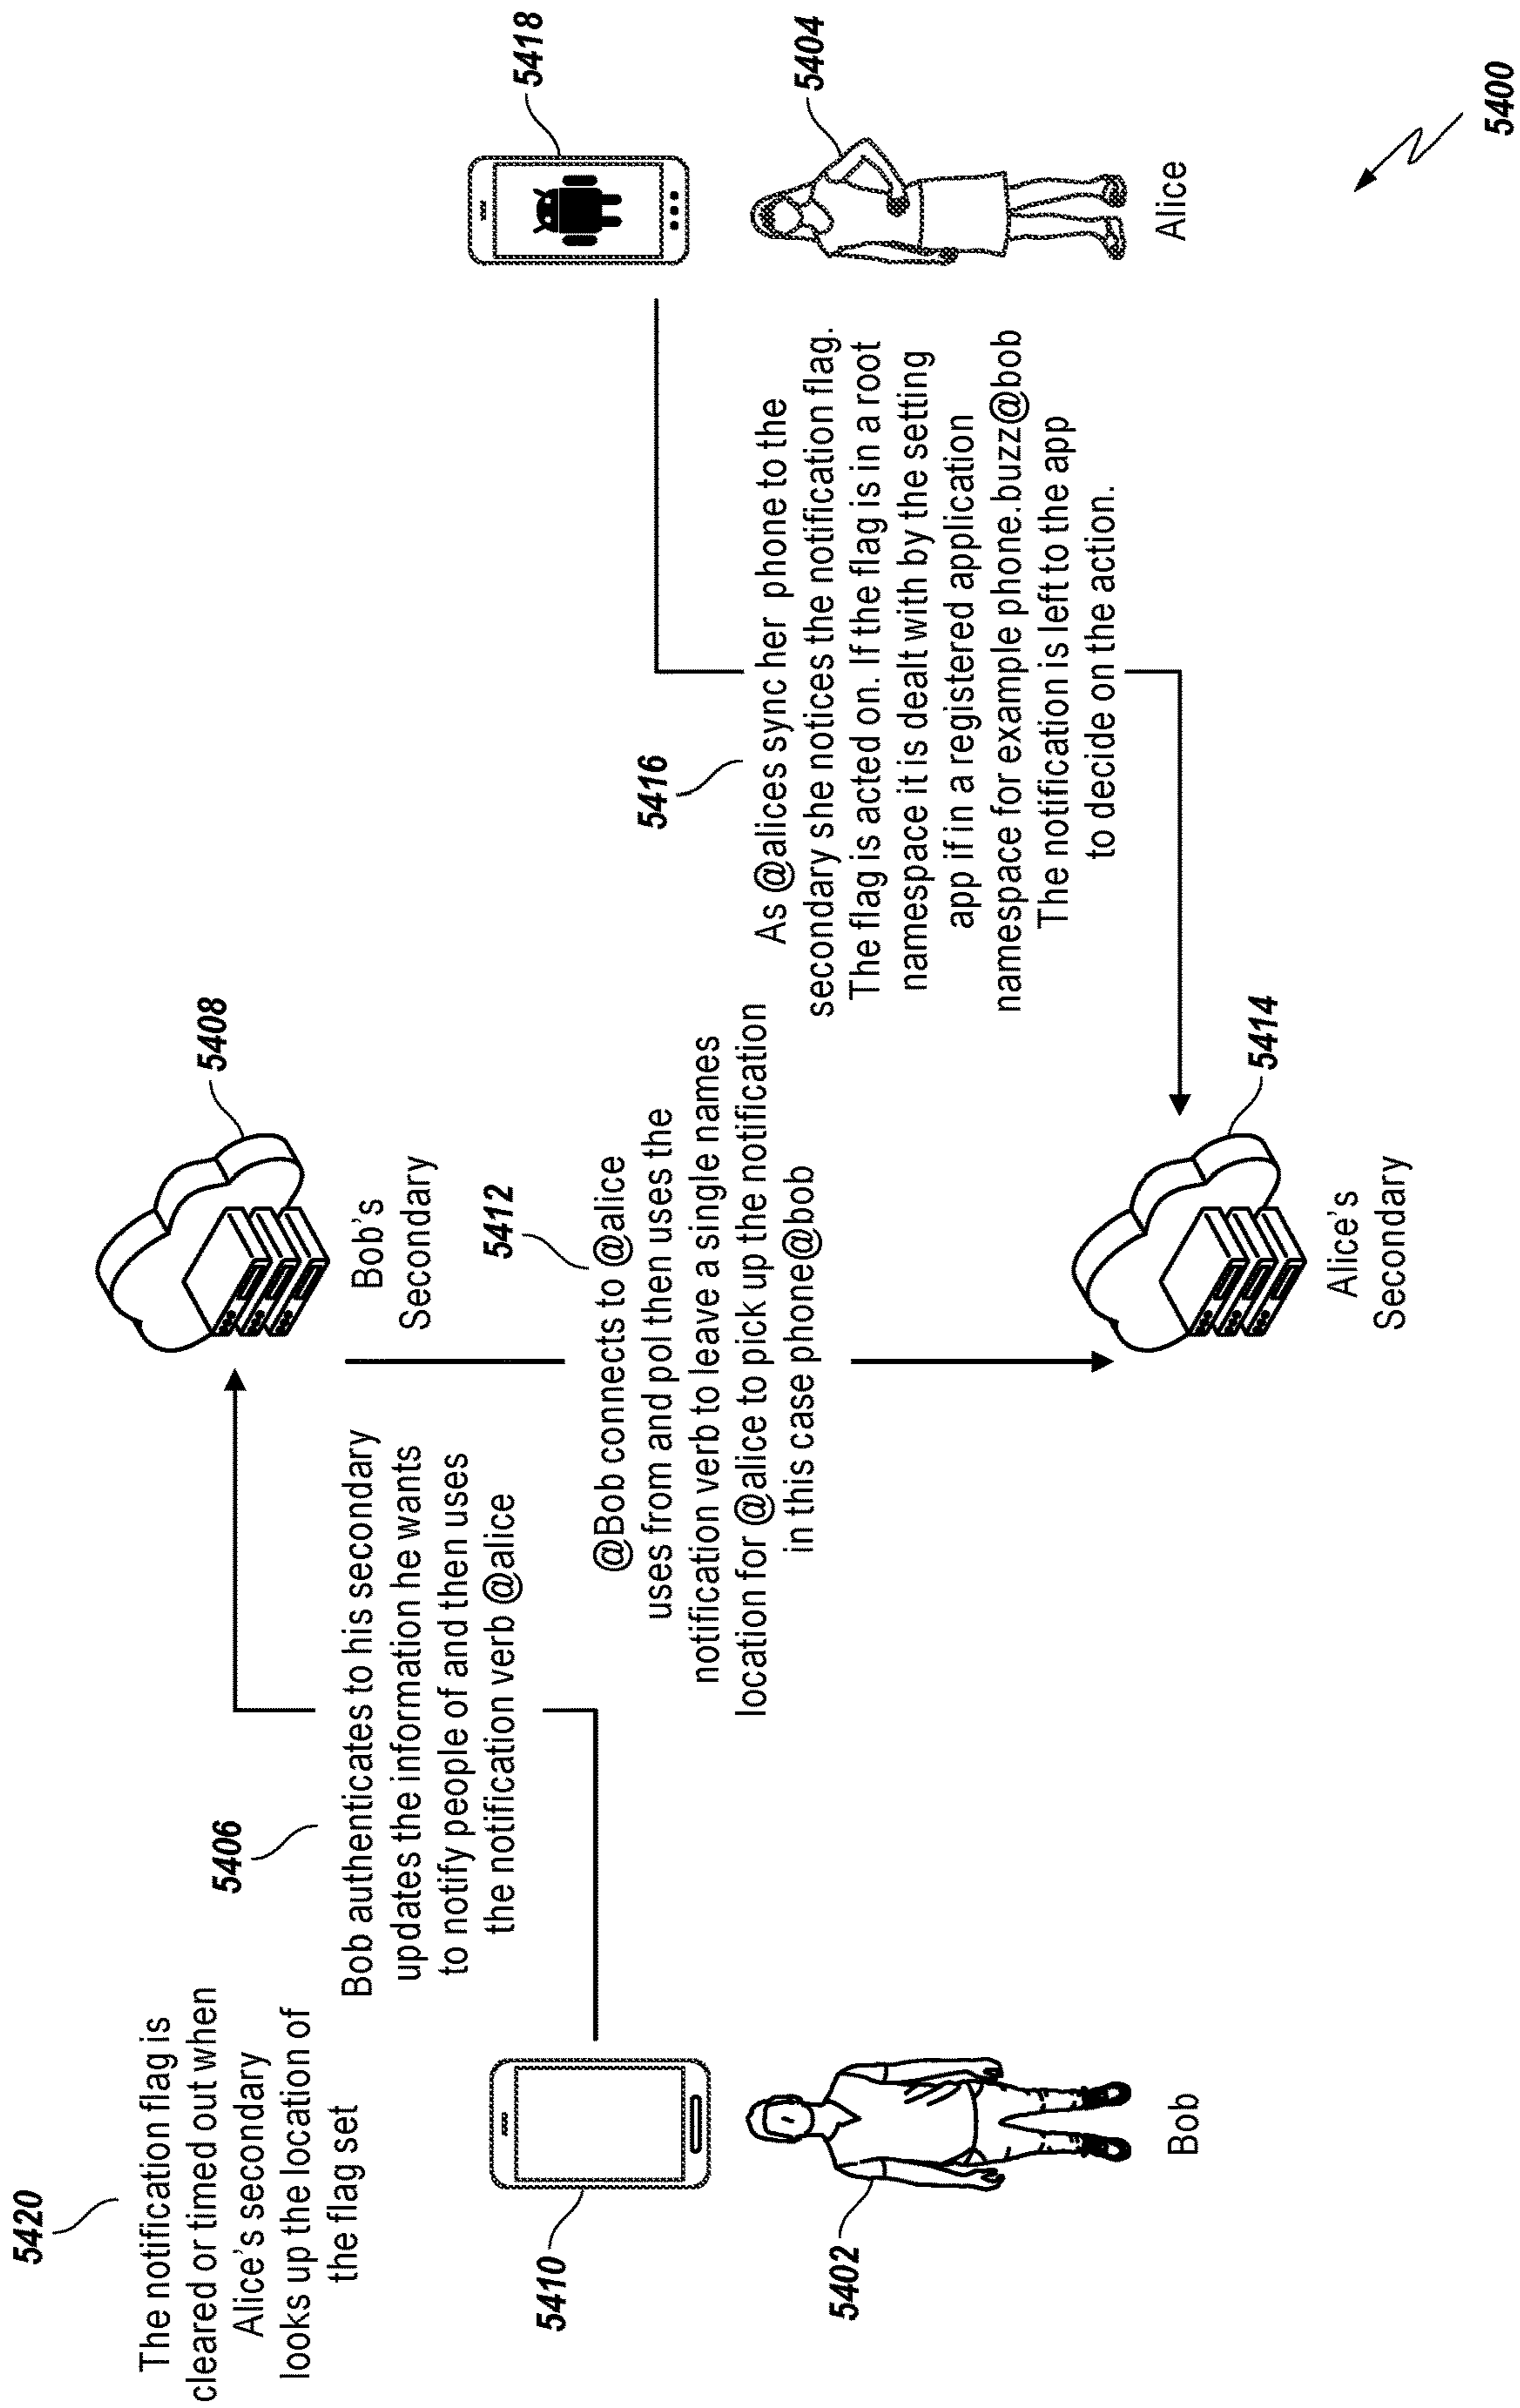 5420
The notification flag is
cleared or timed out when
Alice's secondary
looks up the location of
the flag set
5406
Bob authenticates to his secondary
updates the information he wants
to notify people of and then uses
the notification verb @alice
5408
Bob's
Secondary
5412
@Bob connects to @alice
uses from and pol then uses the
notification verb to leave a single names
location for @alice to pick up the notification
in this case phone@bob
5410
5402
Bob
5416
As @alices sync her phone to the
secondary she notices the notification flag.
The flag is acted on. If the flag is in a root
namespace it is dealt with by the setting
app if in a registered application
namespace for example phone.buzz@bob
The notification is left to the app
to decide on the action.
5414
Alice's
Secondary
5418
5404
Alice
5400